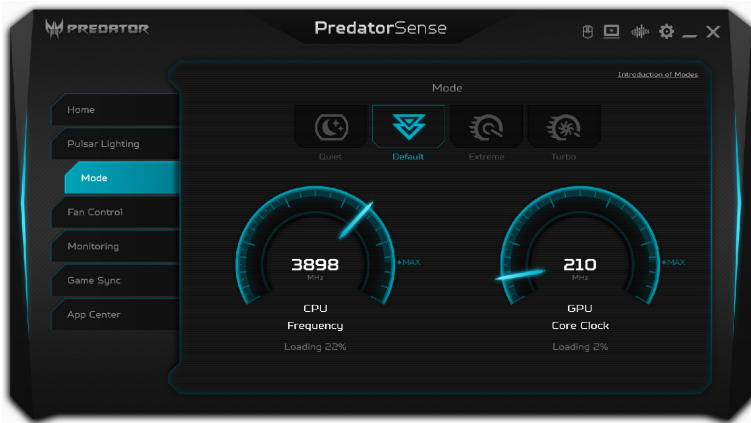 PREDATOR
PredatorSense
Introduction of Modes
Mode
Home
Pulsar Lighting
Mode
Fan Control
Monitoring
Game Sync
App Center
Quiet
Default
Extreme
Turbo
3898
MHz
MAX
CPU
Frequency
Loading 22%
210
MHz
MAX
GPU
Core Clock
Loading 2%